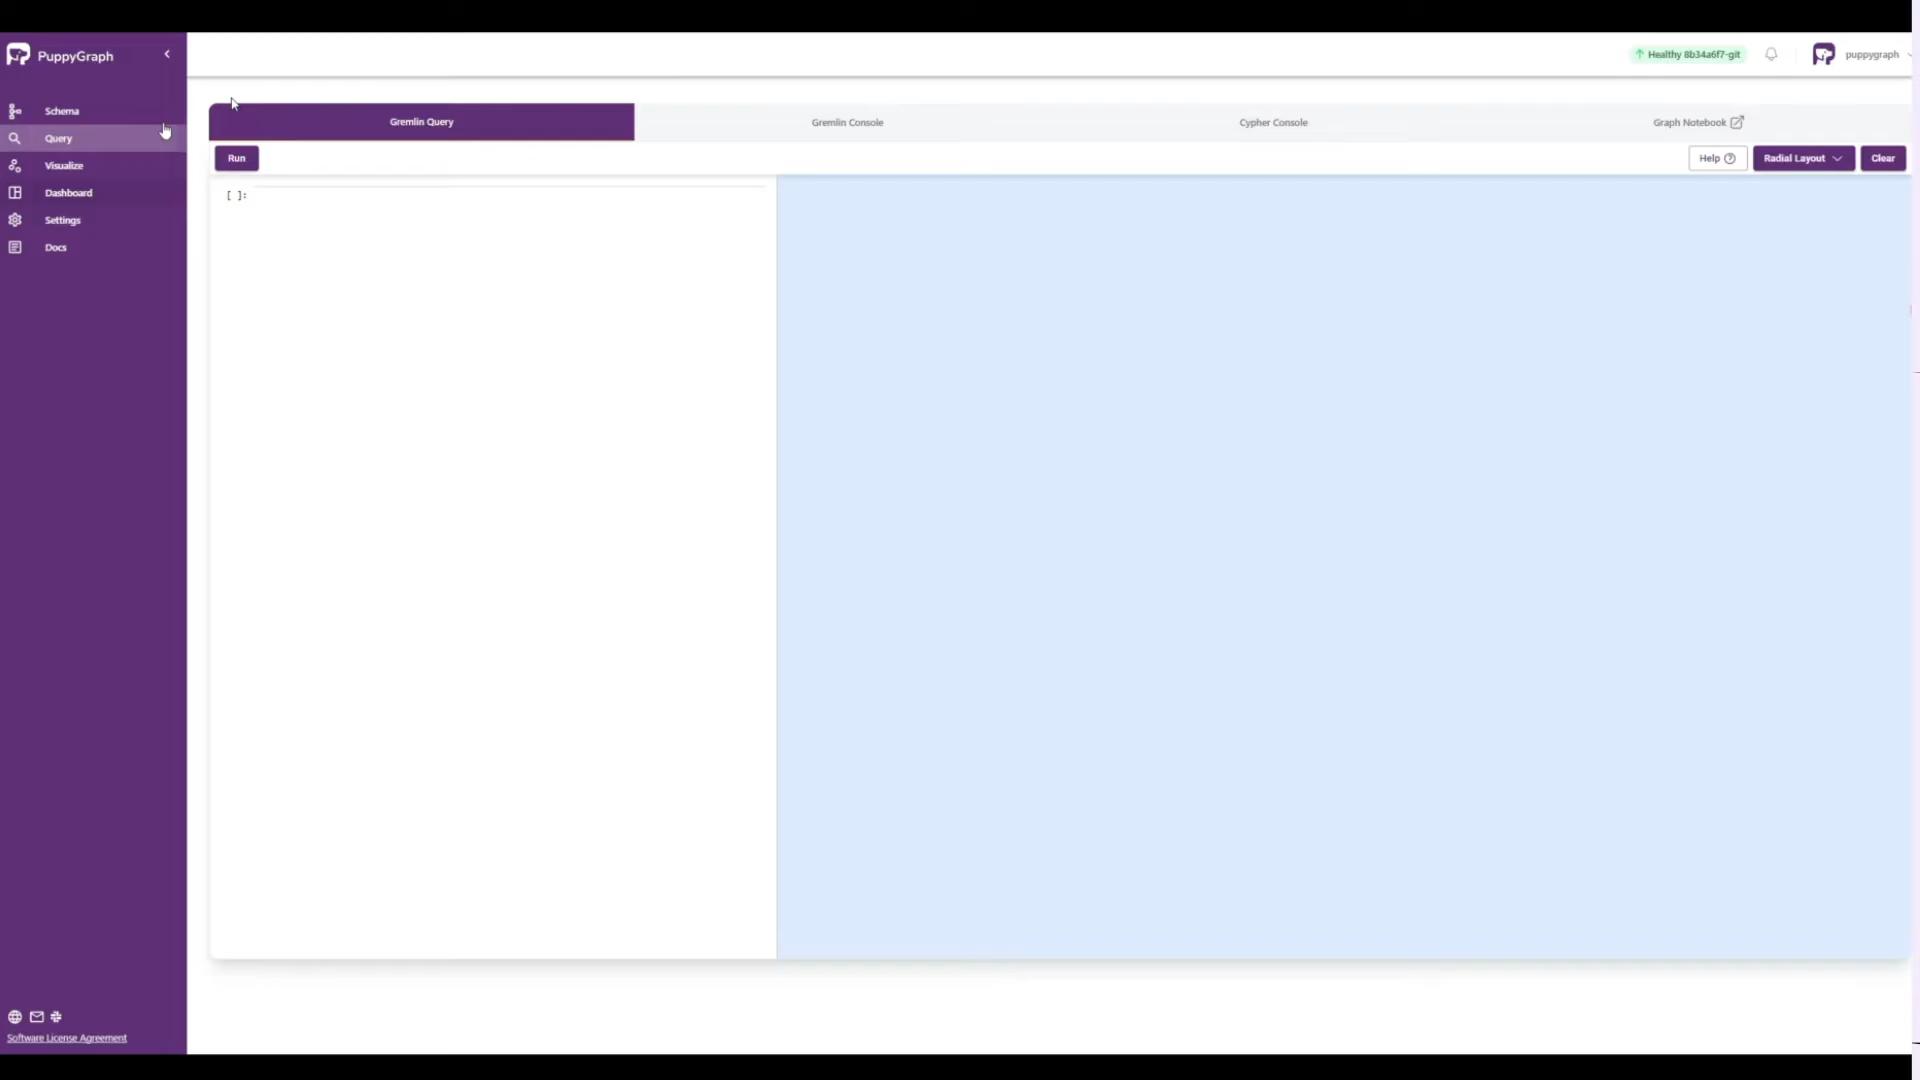 PuppyGraph
Healthy 8b34a6f7-git
puppygraph
Schema
Query
Visualize
Dashboard
Settings
Docs
Gremlin Query
Gremlin Console
Cypher Console
Graph Notebook
Run
Help
Radial Layout
Clear
[ ]:
Software License Agreement